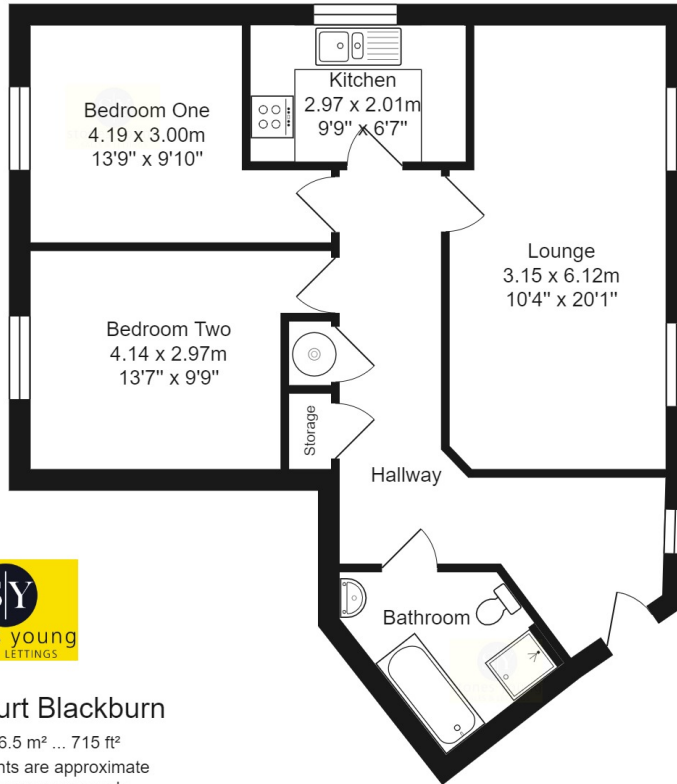 Bedroom One
4.19 x 3.00m
13'9" x 9'10"
Kitchen
2.97 x 2.01m
9'9" x 6'7"
Lounge
3.15 x 6.12m
10'4" x 20'1"
Bedroom Two
4.14 x 2.97m
13'7" x 9'9"
Storage
Hallway
Bathroom
Y
young
LETTINGS
Blackburn
6.5 m² ... 715 ft²
are approximate